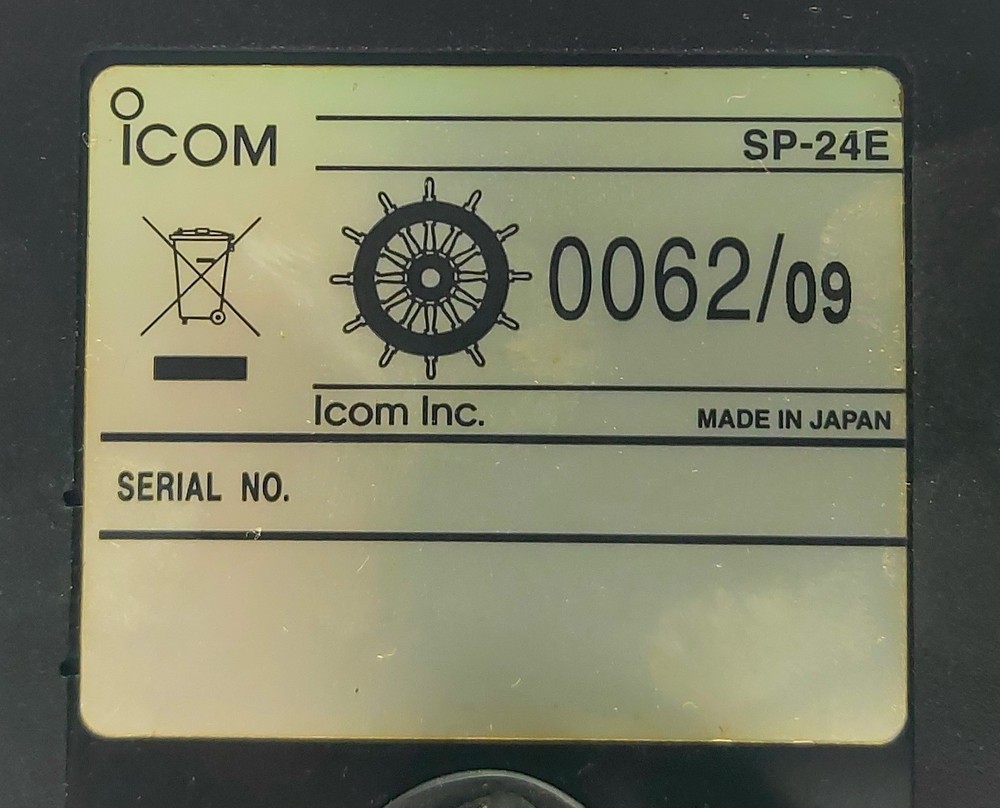 ICOM
SP-24E
0062/09
Icom Inc.
MADE IN JAPAN
SERIAL NO.